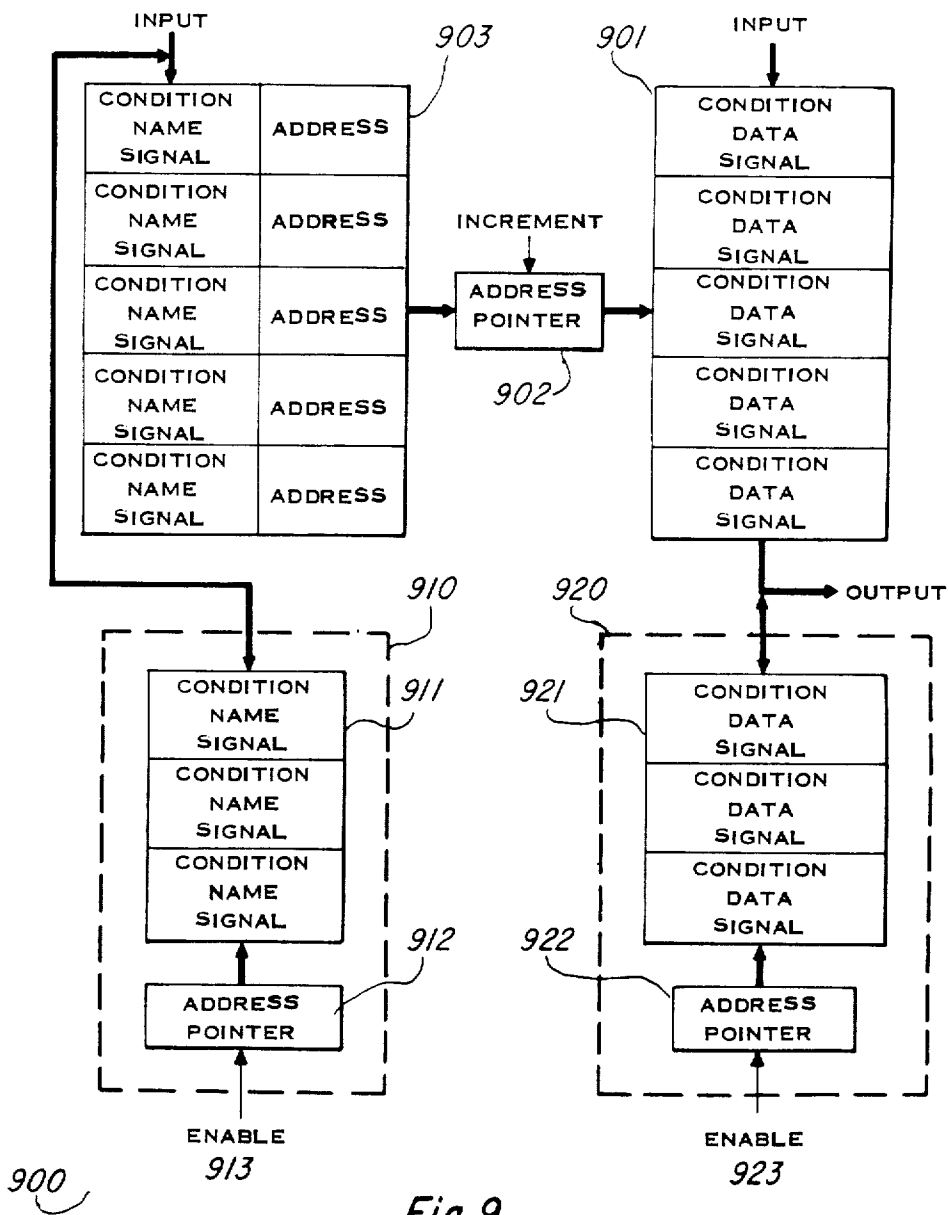 INPUT
903
CONDITION
NAME
SIGNAL
ADDRESS
CONDITION
NAME
SIGNAL
ADDRESS
CONDITION
NAME
SIGNAL
ADDRESS
CONDITION
NAME
SIGNAL
ADDRESS
CONDITION
NAME
SIGNAL
ADDRESS
INCREMENT
ADDRESS
POINTER
902
INPUT
901
CONDITION
DATA
SIGNAL
CONDITION
DATA
SIGNAL
CONDITION
DATA
SIGNAL
CONDITION
DATA
SIGNAL
CONDITION
DATA
SIGNAL
OUTPUT
910
911
CONDITION
NAME
SIGNAL
CONDITION
NAME
SIGNAL
CONDITION
NAME
SIGNAL
912
ADDRESS
POINTER
ENABLE
913
920
921
CONDITION
DATA
SIGNAL
CONDITION
DATA
SIGNAL
CONDITION
DATA
SIGNAL
922
ADDRESS
POINTER
ENABLE
923
900
Fig. 9